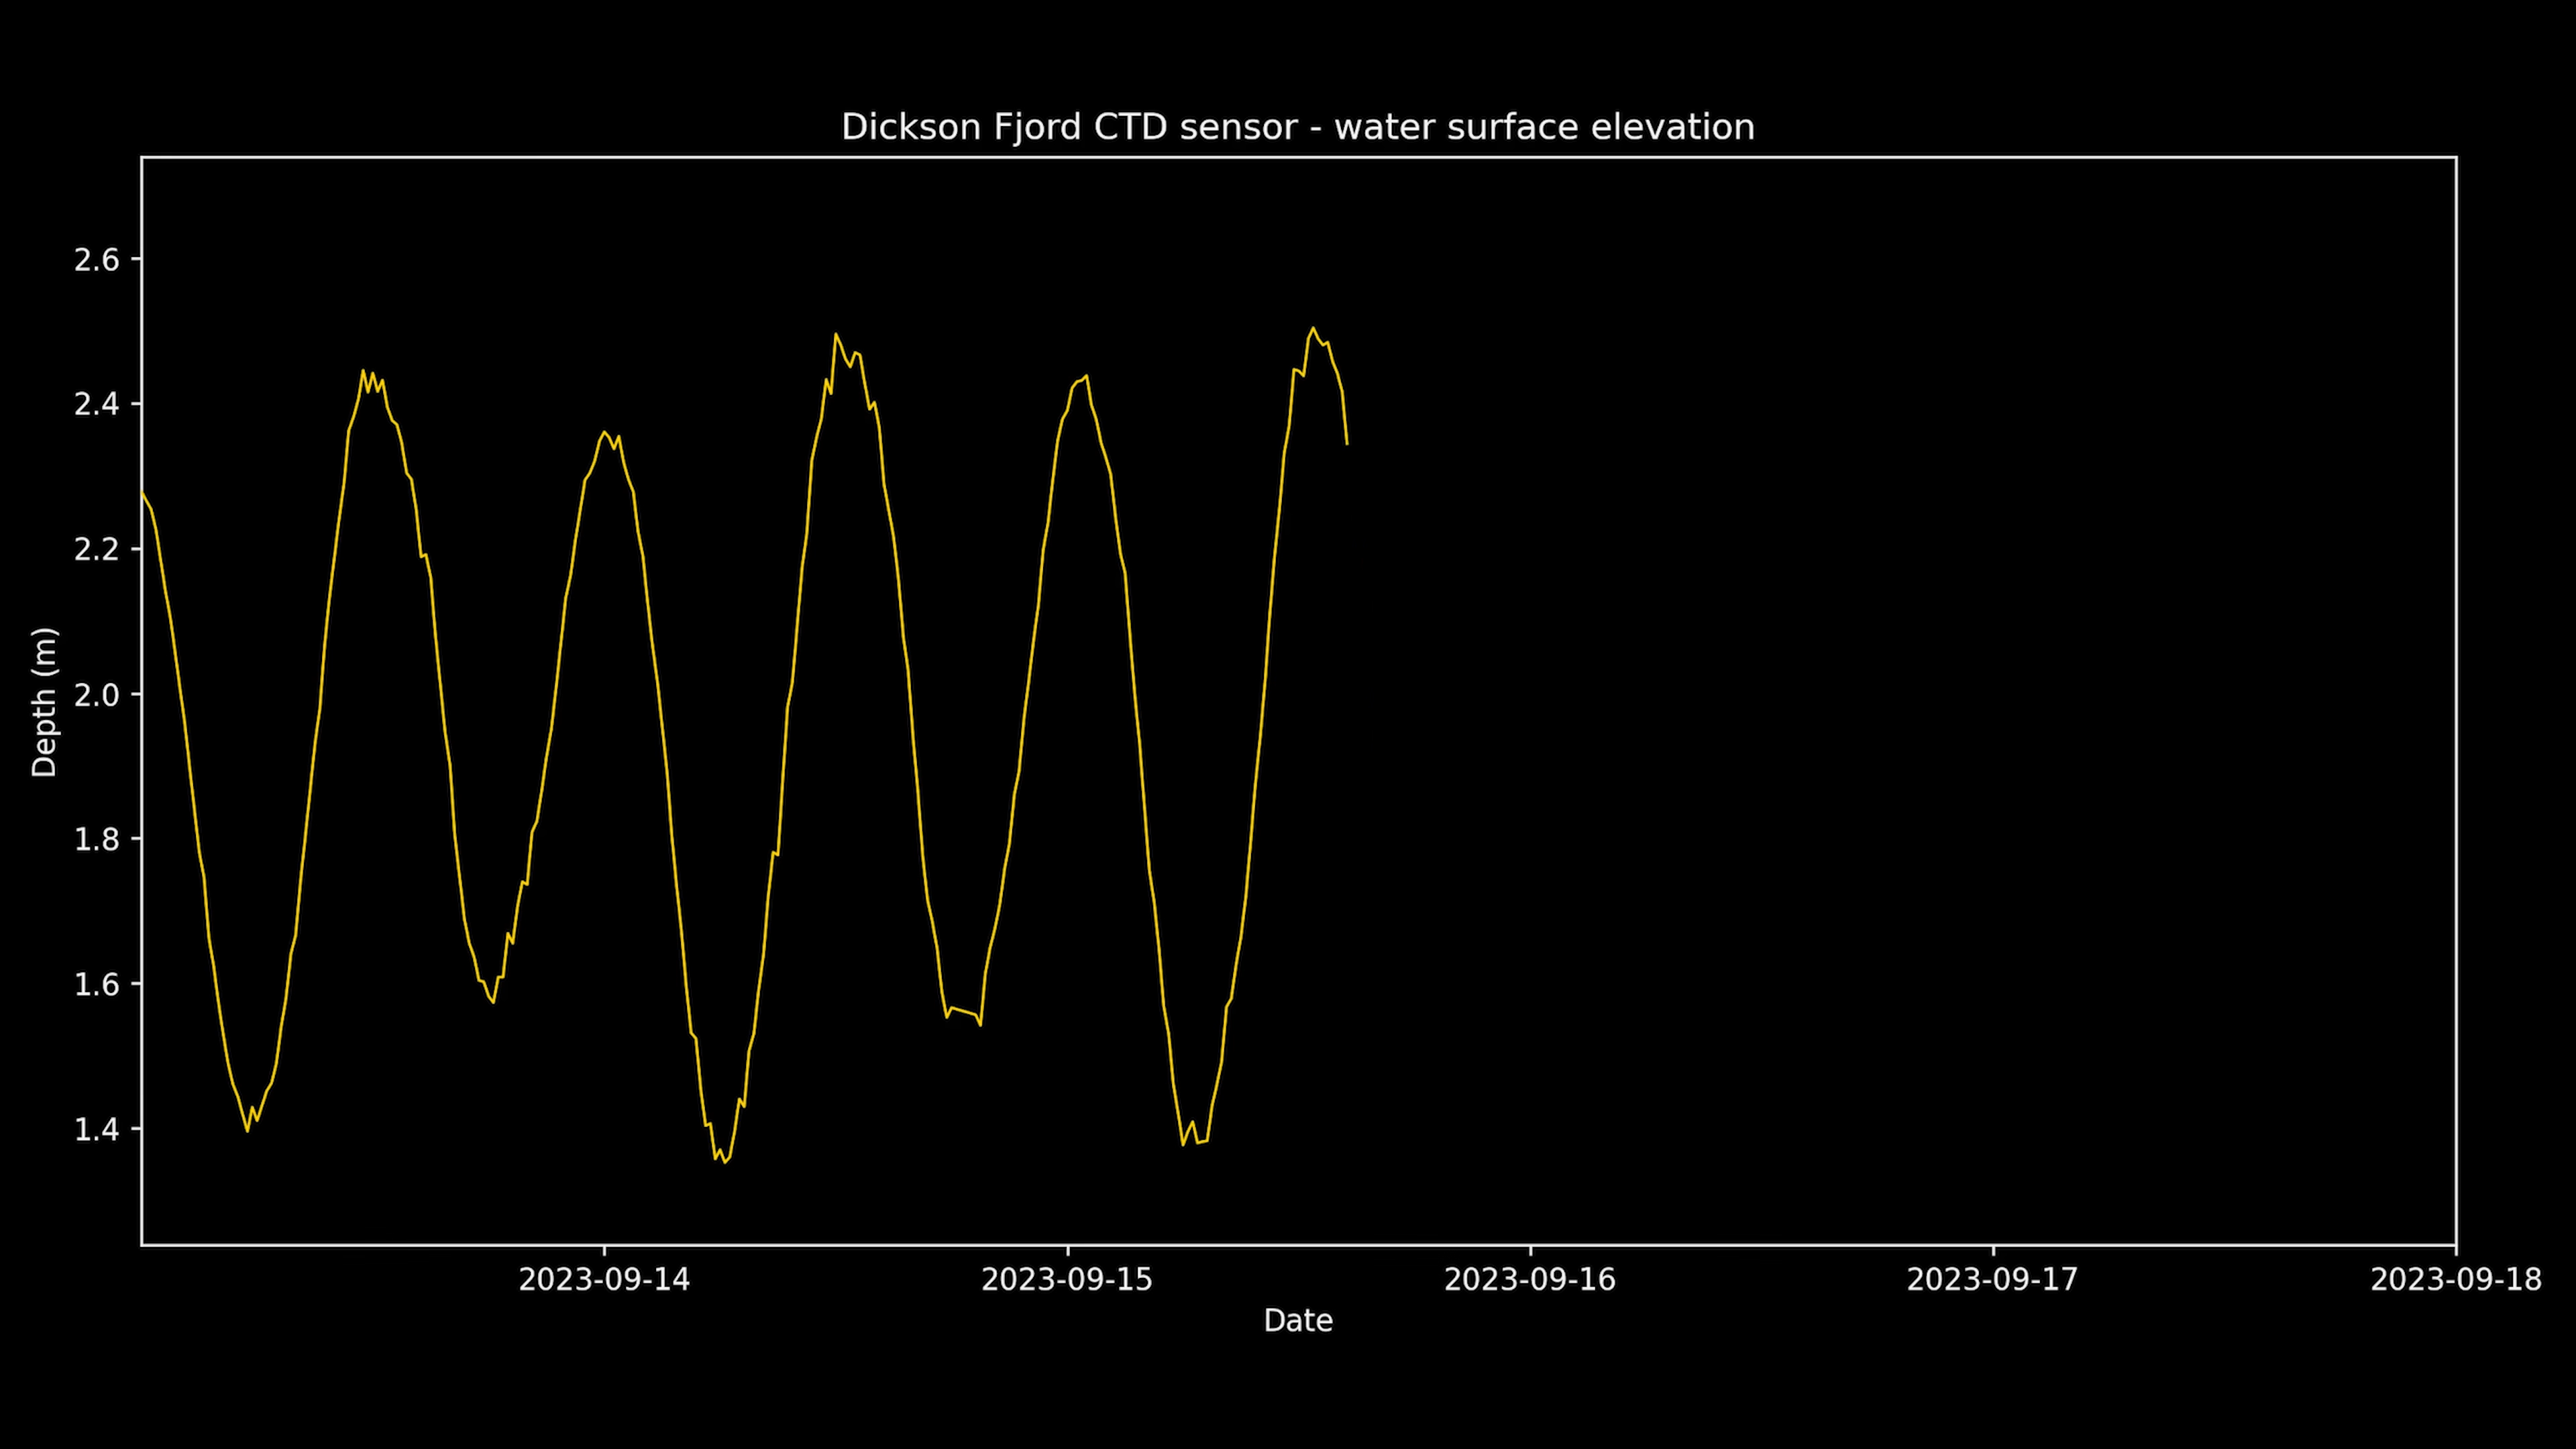 Dickson Fjord CTD sensor - water surface elevation
2.6
2.4
2.2
2.0
1.8
1.6
1.4
Depth (m)
2023-09-14 2023-09-15 2023-09-16 2023-09-17 2023-09-18
Date